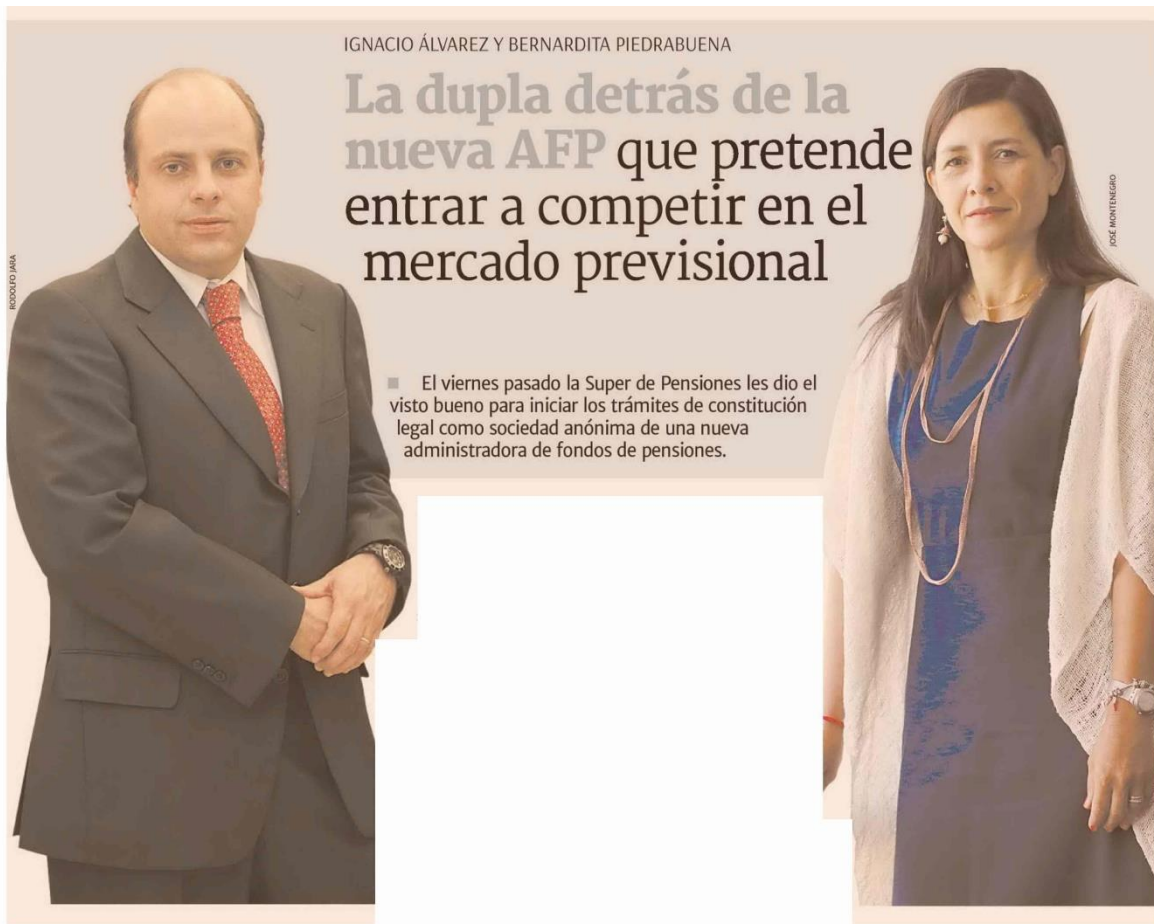 IGNACIO ÁLVAREZ Y BERNARDITA PIEDRABUENA
La dupla detrás de la
nueva AFP que pretende
entrar a competir en el
mercado previsional
RODOLFO JARA
JOSÉ MONTENEGRO
El viernes pasado la Super de Pensiones les dio el
visto bueno para iniciar los trámites de constitución
legal como sociedad anónima de una nueva
administradora de fondos de pensiones.